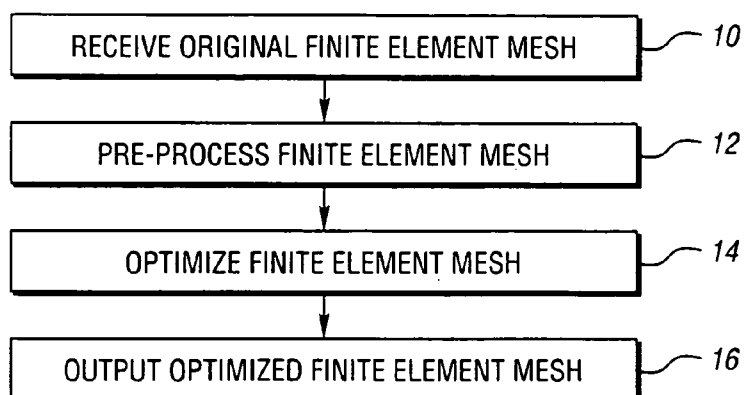 RECEIVE ORIGINAL FINITE ELEMENT MESH 10
PRE-PROCESS FINITE ELEMENT MESH 12
OPTIMIZE FINITE ELEMENT MESH 14
OUTPUT OPTIMIZED FINITE ELEMENT MESH 16